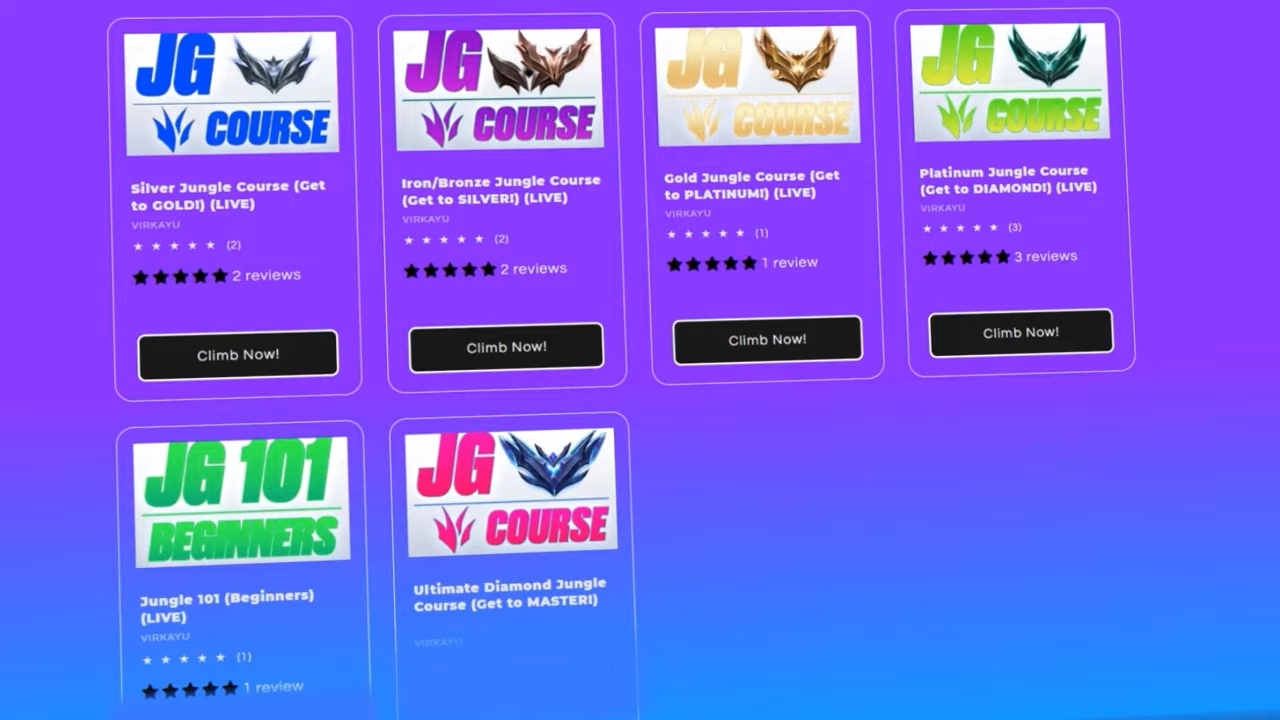 JG
COURSE
Silver Jungle Course (Get
to GOLD!) (LIVE)
VIRKAYU
(2)
2 reviews
Climb Now!
JG
COURSE
Iron/Bronze Jungle Course
(Get to SILVER!) (LIVE)
VIRKAYU
(2)
2 reviews
Climb Now!
JG
COURSE
Gold Jungle Course (Get
to PLATINUM!) (LIVE)
VIRKAYU
(1)
1 review
Climb Now!
JG
COURSE
Platinum Jungle Course
(Get to DIAMOND!) (LIVE)
VIRKAYU
(3)
3 reviews
Climb Now!
JG 101
BEGINNERS
Jungle 101 (Beginners)
(LIVE)
VIRKAYU
(1)
1 review
JG
COURSE
Ultimate Diamond Jungle
Course (Get to MASTER!)
VIRKAYU